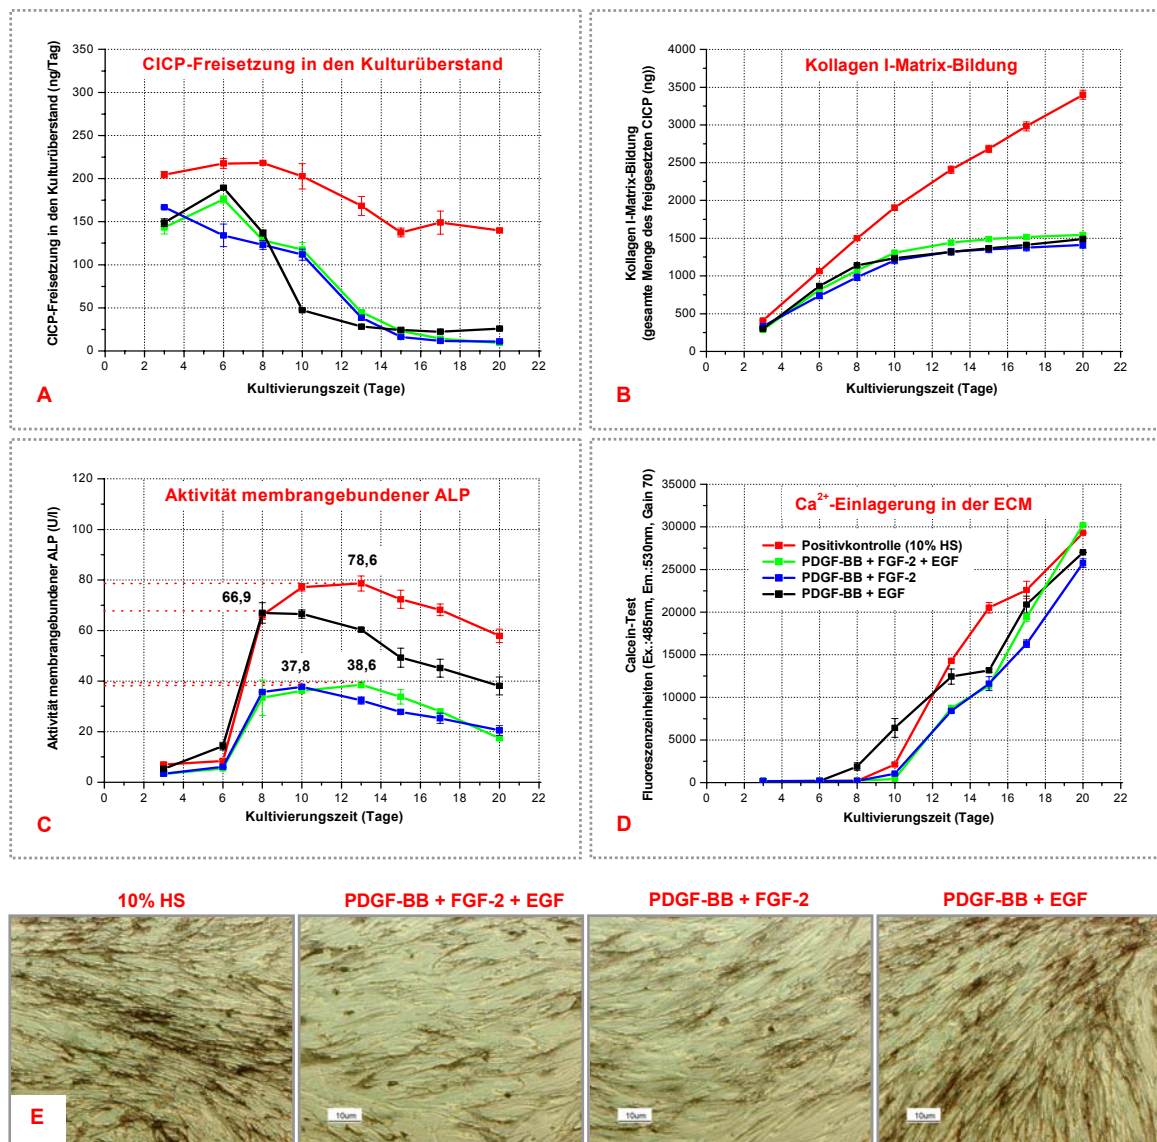 CICP-Freisetzung in den Kulturüberstand
CICP-Freisetzung in den Kulturüberstand (ng/Tag)
350
300
250
200
150
100
50
0
0 2 4 6 8 10 12 14 16 18 20 22
Kultivierungszeit (Tage)
A
Kollagen I-Matrix-Bildung
Kollagen I-Matrix-Bildung
(gesamte Menge des freigesetzten CICP (ng))
4000
3500
3000
2500
2000
1500
1000
500
0
0 2 4 6 8 10 12 14 16 18 20 22
Kultivierungszeit (Tage)
B
Aktivität membrangebundener ALP
Aktivität membrangebundener ALP (U/l)
120
100
80
60
40
20
0
78,6
66,9
37,8
38,6
0 2 4 6 8 10 12 14 16 18 20 22
Kultivierungszeit (Tage)
C
Ca2+-Einlagerung in der ECM
Calcein-Test
Fluoreszenzeinheiten (Ex.:485nm, Em.:530nm, Gain 70)
35000
30000
25000
20000
15000
10000
5000
0
Positivkontrolle (10% HS)
PDGF-BB + FGF-2 + EGF
PDGF-BB + FGF-2
PDGF-BB + EGF
0 2 4 6 8 10 12 14 16 18 20 22
Kultivierungszeit (Tage)
D
10% HS
PDGF-BB + FGF-2 + EGF
PDGF-BB + FGF-2
PDGF-BB + EGF
E
10um
10um
10um